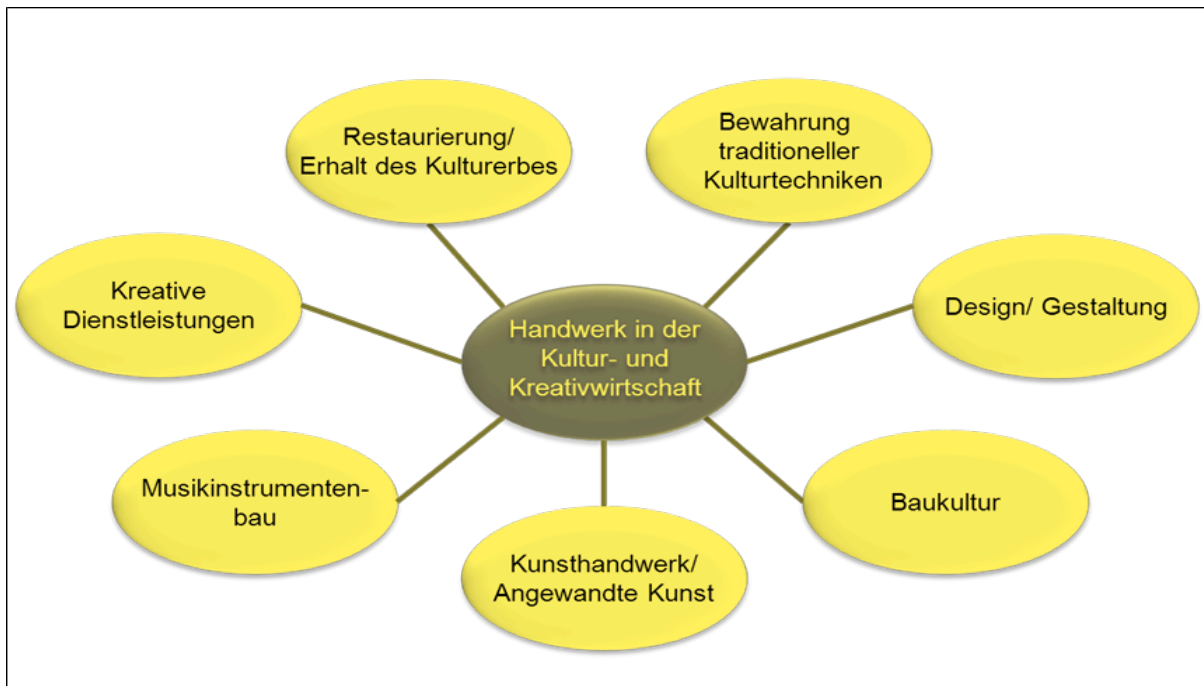 Restaurierung/
Erhalt des Kulturerbes
Bewahrung
traditioneller
Kulturtechniken
Kreative
Dienstleistungen
Design/ Gestaltung
Handwerk in der
Kultur- und
Kreativwirtschaft
Musikinstrumenten-
bau
Baukultur
Kunsthandwerk/
Angewandte Kunst